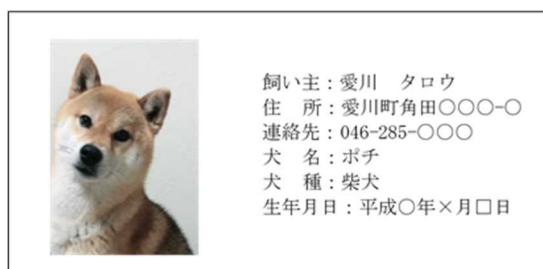 飼い主：愛川　タロウ
住　所：愛川町角田○○○-○
連絡先：046-285-○○○
犬　名：ポチ
犬　種：柴犬
生年月日：平成○年×月□日